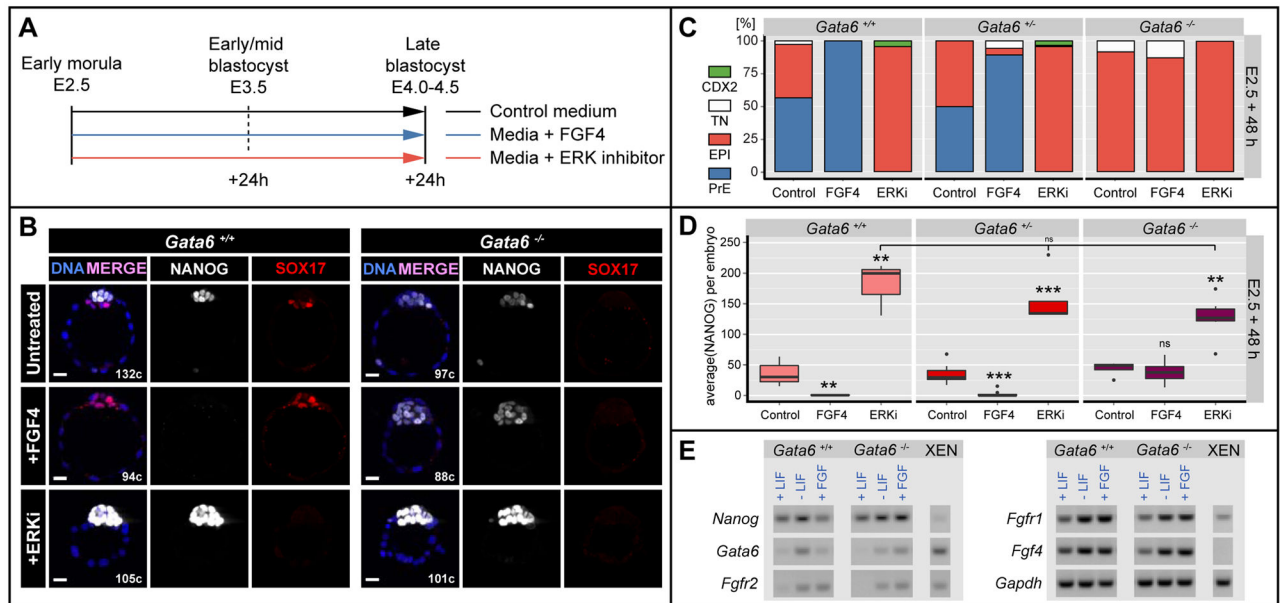 A
Early morula
E2.5
Early/mid
blastocyst
E3.5
Late
blastocyst
E4.0-4.5
Control medium
Media + FGF4
Media + ERK inhibitor
+24h
+24h
B
Gata6 +/+
Gata6 -/-
DNA MERGE NANOG SOX17 DNA MERGE NANOG SOX17
Untreated
132c
97c
+FGF4
94c
88c
+ERKi
105c
101c
C
[%]
Gata6 +/+
Gata6 +/-
Gata6 -/-
100
75
50
25
0
CDX2
TN
EPI
PrE
Control FGF4 ERKi Control FGF4 ERKi Control FGF4 ERKi
E2.5 + 48 h
D
Gata6 +/+
Gata6 +/-
Gata6 -/-
average(NANOG) per embryo
250
200
150
100
50
0
ns
** ** *** *** ns **
Control FGF4 ERKi Control FGF4 ERKi Control FGF4 ERKi
E2.5 + 48 h
E
Gata6 +/+ Gata6 -/- XEN
+ LIF - LIF + FGF + LIF - LIF + FGF
Nanog
Gata6
Fgfr2
Gata6 +/+ Gata6 -/- XEN
+ LIF - LIF + FGF + LIF - LIF + FGF
Fgfr1
Fgf4
Gapdh